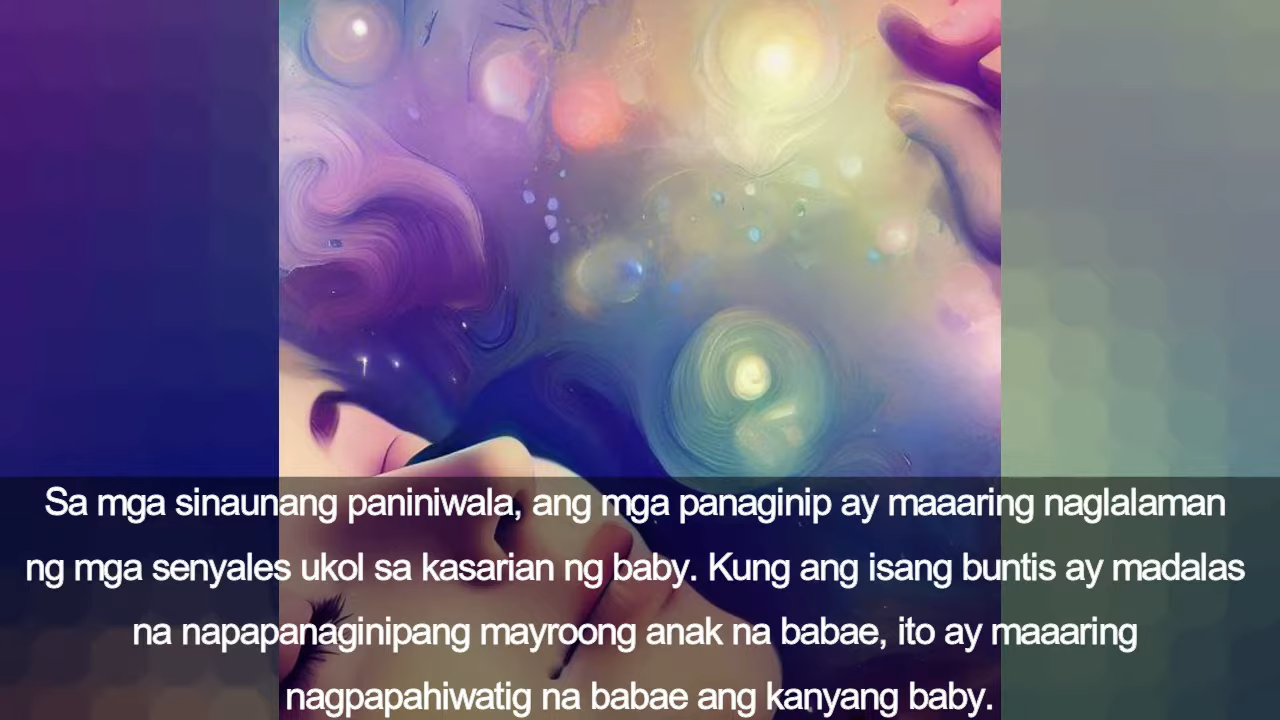 Sa mga sinaunang paniniwala, ang mga panaginip ay maaaring naglalaman
ng mga senyales ukol sa kasarian ng baby. Kung ang isang buntis ay madalas
na napapanaginipang mayroong anak na babae, ito ay maaaring
nagpapahiwatig na babae ang kanyang baby.